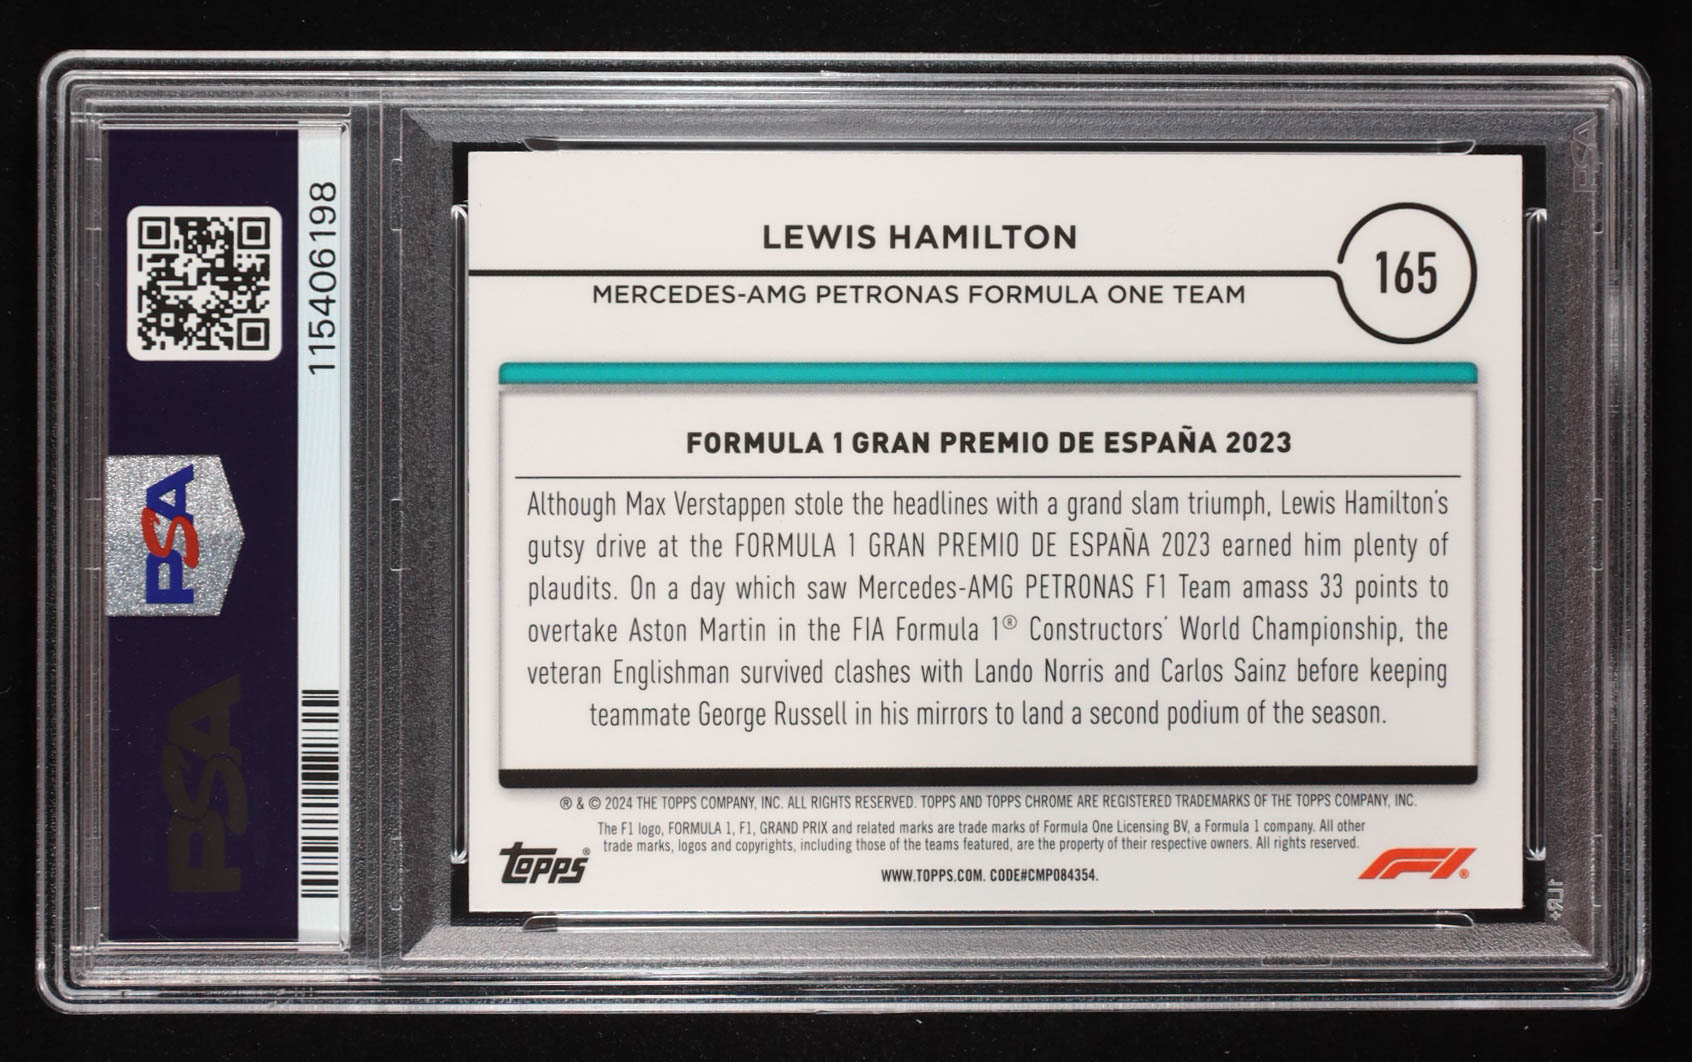 115406198
PSA
PSA
LEWIS HAMILTON
165
MERCEDES-AMG PETRONAS FORMULA ONE TEAM
FORMULA 1 GRAN PREMIO DE ESPAÑA 2023
Although Max Verstappen stole the headlines with a grand slam triumph, Lewis Hamilton's
gutsy drive at the FORMULA 1 GRAN PREMIO DE ESPAÑA 2023 earned him plenty of
plaudits. On a day which saw Mercedes-AMG PETRONAS F1 Team amass 33 points to
overtake Aston Martin in the FIA Formula 1® Constructors' World Championship, the
veteran Englishman survived clashes with Lando Norris and Carlos Sainz before keeping
teammate George Russell in his mirrors to land a second podium of the season.
® & © 2024 THE TOPPS COMPANY, INC. ALL RIGHTS RESERVED. TOPPS AND TOPPS CHROME ARE REGISTERED TRADEMARKS OF THE TOPPS COMPANY, INC.
The F1 logo, FORMULA 1, F1, GRAND PRIX and related marks are trade marks of Formula One Licensing BV, a Formula 1 company. All other
trade marks, logos and copyrights, including those of the teams featured, are the property of their respective owners. All rights reserved.
topps®
WWW.TOPPS.COM. CODE#CMP084354.
F1®
PSA
1LR+